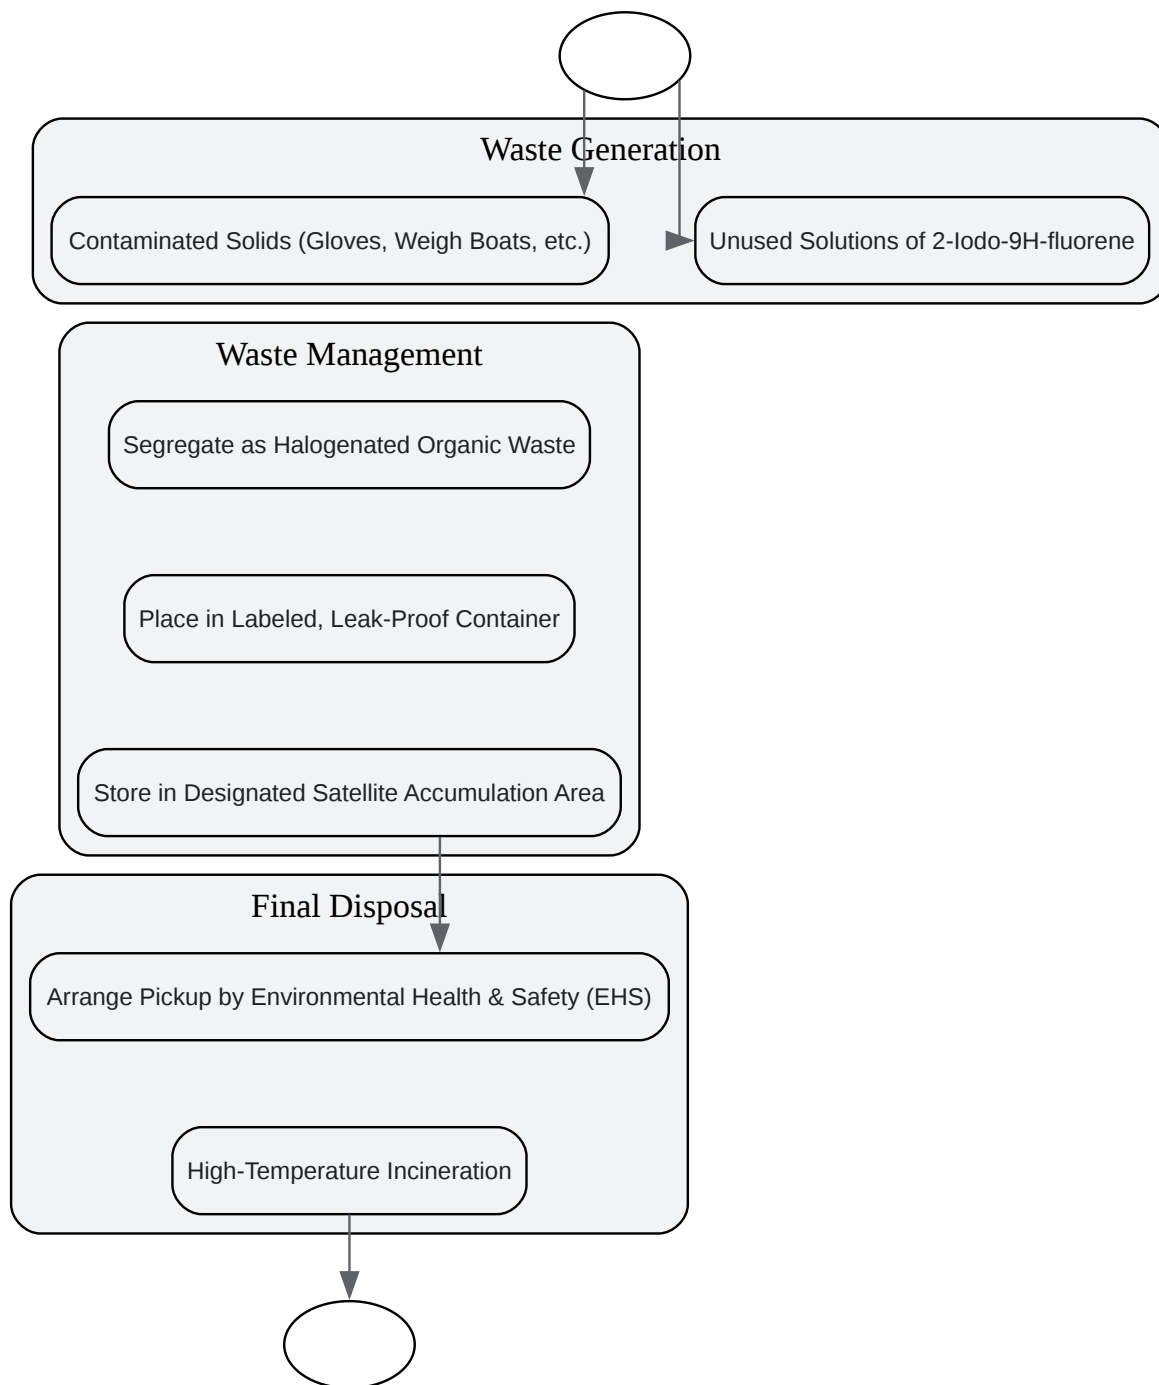 Waste Generation
Contaminated Solids (Gloves, Weigh Boats, etc.)
Unused Solutions of 2-Iodo-9H-fluorene
Waste Management
Segregate as Halogenated Organic Waste
Place in Labeled, Leak-Proof Container
Store in Designated Satellite Accumulation Area
Final Disposal
Arrange Pickup by Environmental Health & Safety (EHS)
High-Temperature Incineration